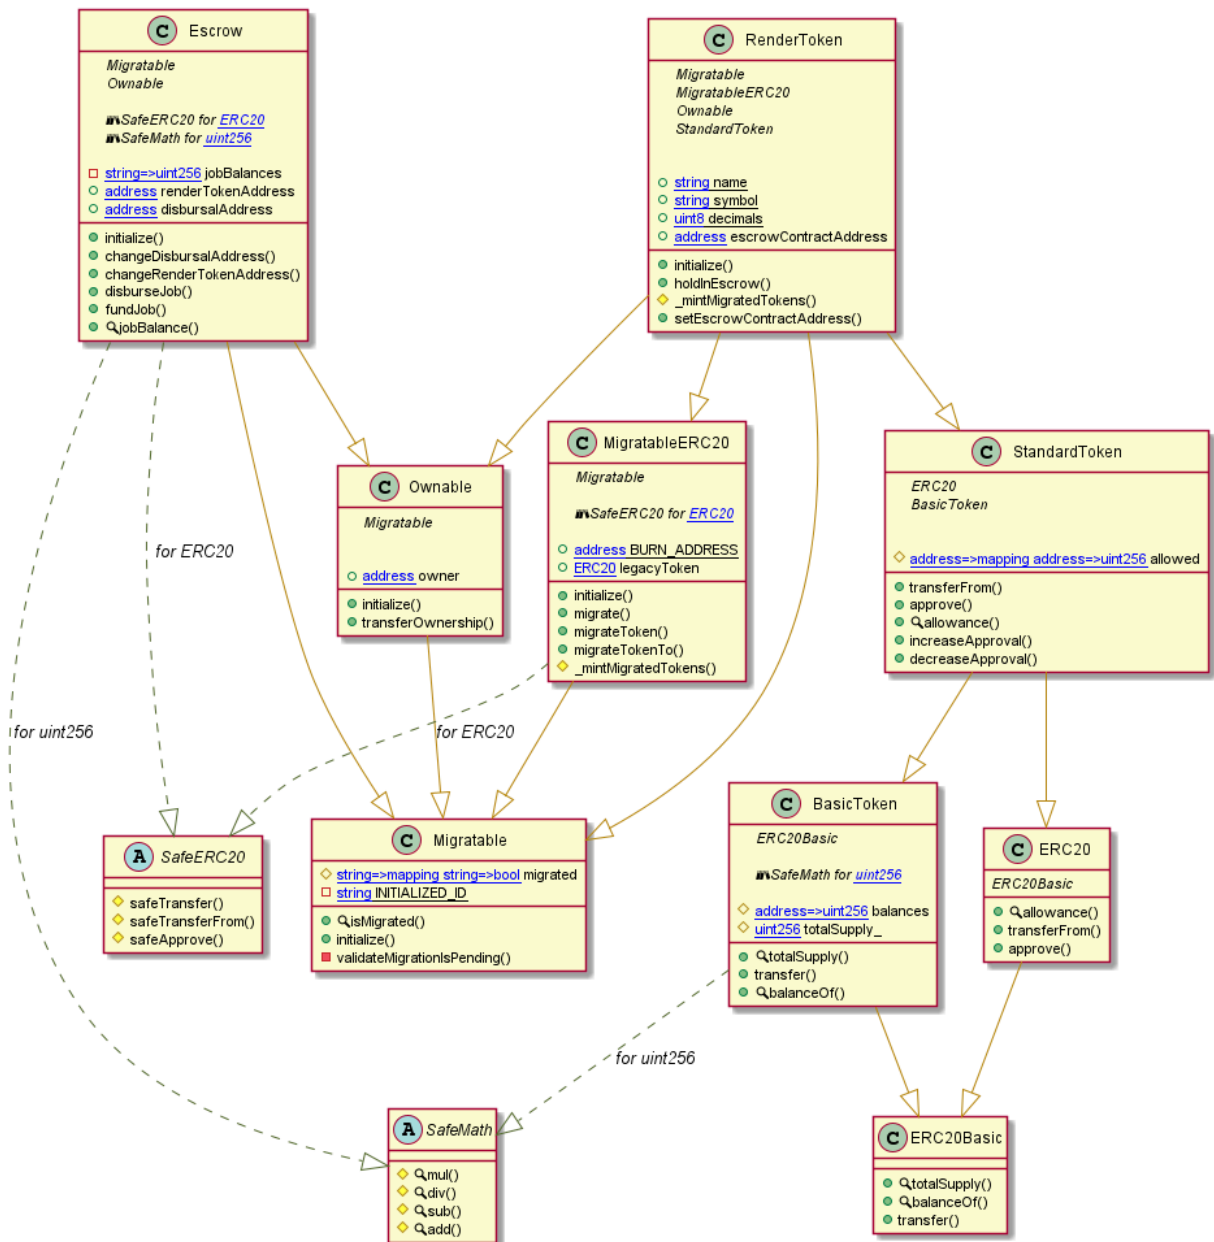 C Escrow
Migratable
Ownable
SafeERC20 for ERC20
SafeMath for uint256
string=>uint256 jobBalances
address renderTokenAddress
address disbursalAddress
initialize()
changeDisbursalAddress()
changeRenderTokenAddress()
disburseJob()
fundJob()
jobBalance()
C RenderToken
Migratable
MigratableERC20
Ownable
StandardToken
string name
string symbol
uint8 decimals
address escrowContractAddress
initialize()
holdInEscrow()
_mintMigratedTokens()
setEscrowContractAddress()
C Ownable
Migratable
address owner
initialize()
transferOwnership()
C MigratableERC20
Migratable
SafeERC20 for ERC20
address BURN_ADDRESS
ERC20 legacyToken
initialize()
migrate()
migrateToken()
migrateTokenTo()
_mintMigratedTokens()
C StandardToken
ERC20
BasicToken
address=>mapping address=>uint256 allowed
transferFrom()
approve()
allowance()
increaseApproval()
decreaseApproval()
for ERC20
for uint256
for ERC20
A SafeERC20
safeTransfer()
safeTransferFrom()
safeApprove()
C Migratable
string=>mapping string=>bool migrated
string INITIALIZED_ID
isMigrated()
initialize()
validateMigrationIsPending()
C BasicToken
ERC20Basic
SafeMath for uint256
address=>uint256 balances
uint256 totalSupply_
totalSupply()
transfer()
balanceOf()
C ERC20
ERC20Basic
allowance()
transferFrom()
approve()
for uint256
A SafeMath
mul()
div()
sub()
add()
C ERC20Basic
totalSupply()
balanceOf()
transfer()